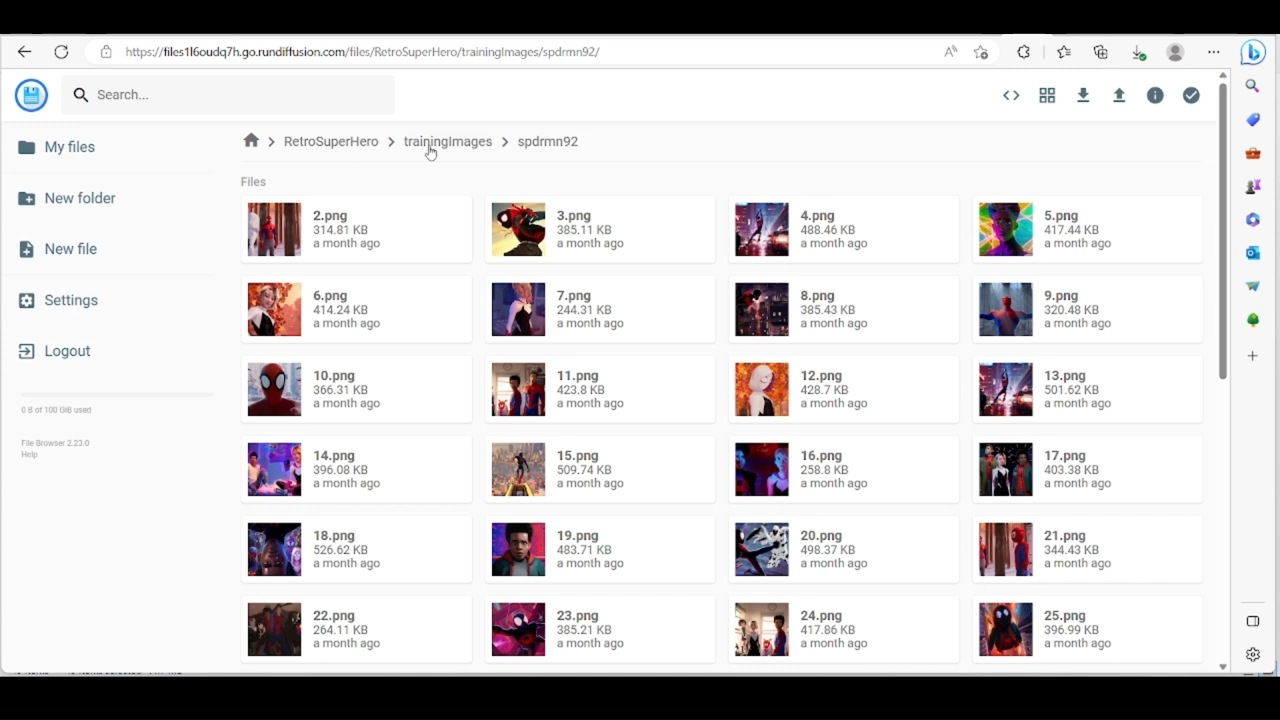 https://files1l6oudq7h.go.rundiffusion.com/files/RetroSuperHero/trainingImages/spdrmn92/
Search...
My files
New folder
New file
Settings
Logout
0 B of 100 GiB used
File Browser 2.23.0
Help
RetroSuperHero
trainingImages
spdrmn92
Files
2.png
314.81 KB
a month ago
3.png
385.11 KB
a month ago
4.png
488.46 KB
a month ago
5.png
417.44 KB
a month ago
6.png
414.24 KB
a month ago
7.png
244.31 KB
a month ago
8.png
385.43 KB
a month ago
9.png
320.48 KB
a month ago
10.png
366.31 KB
a month ago
11.png
423.8 KB
a month ago
12.png
428.7 KB
a month ago
13.png
501.62 KB
a month ago
14.png
396.08 KB
a month ago
15.png
509.74 KB
a month ago
16.png
258.8 KB
a month ago
17.png
403.38 KB
a month ago
18.png
526.62 KB
a month ago
19.png
483.71 KB
a month ago
20.png
498.37 KB
a month ago
21.png
344.43 KB
a month ago
22.png
264.11 KB
a month ago
23.png
385.21 KB
a month ago
24.png
417.86 KB
a month ago
25.png
396.99 KB
a month ago